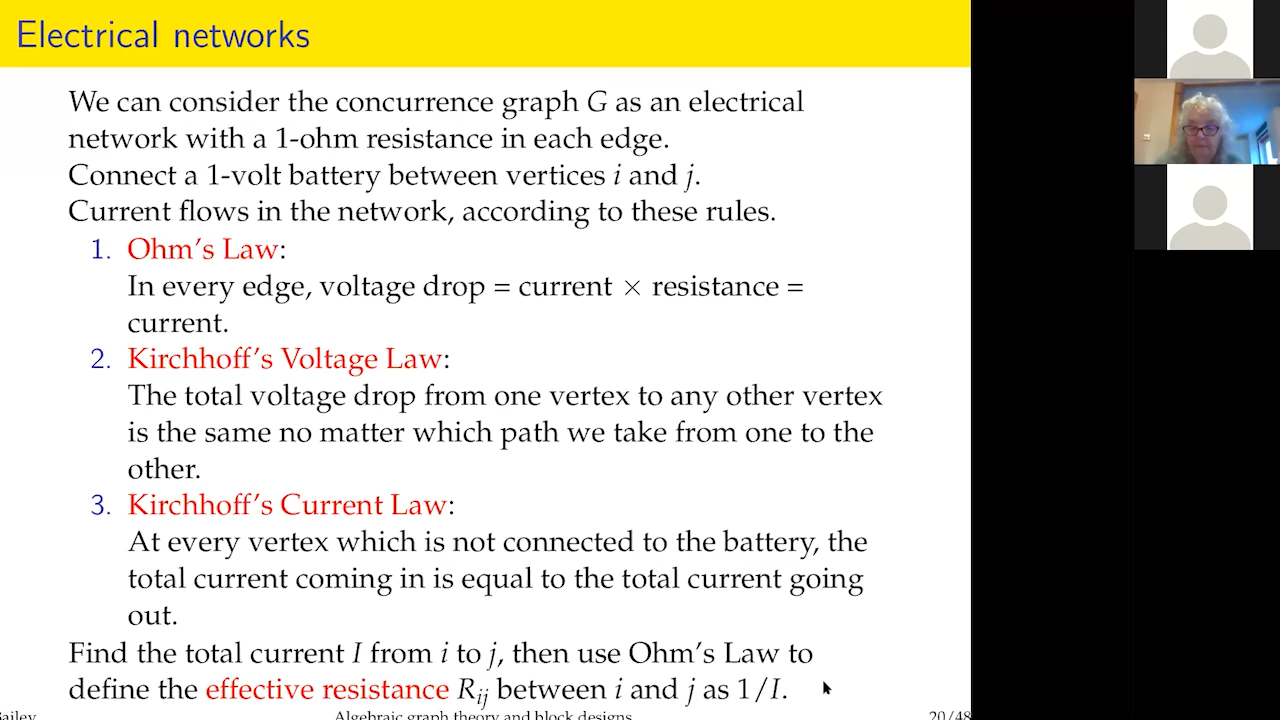 Electrical networks
We can consider the concurrence graph G as an electrical
network with a 1-ohm resistance in each edge.
Connect a 1-volt battery between vertices i and j.
Current flows in the network, according to these rules.
1. Ohm's Law:
In every edge, voltage drop = current × resistance =
current.
2. Kirchhoff's Voltage Law:
The total voltage drop from one vertex to any other vertex
is the same no matter which path we take from one to the
other.
3. Kirchhoff's Current Law:
At every vertex which is not connected to the battery, the
total current coming in is equal to the total current going
out.
Find the total current I from i to j, then use Ohm's Law to
define the effective resistance Rij between i and j as 1/I.
ailey Algebraic graph theory and block designs 20/48